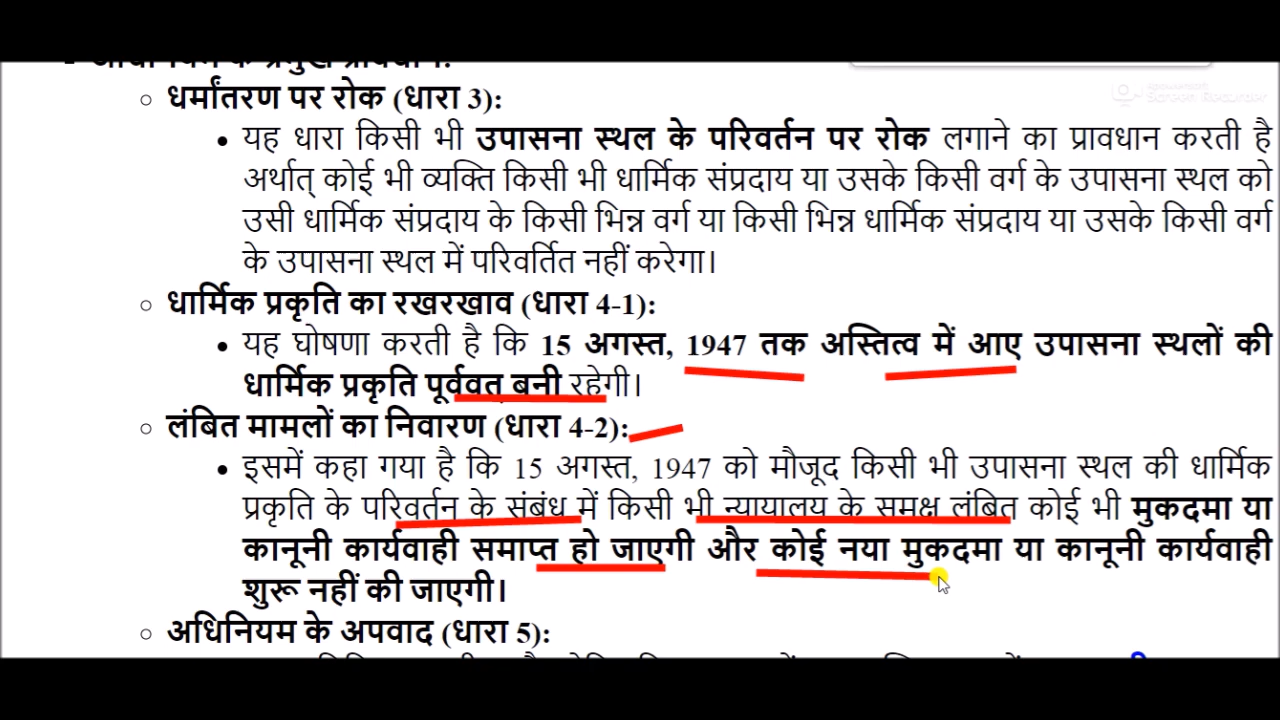 धर्मांतरण पर रोक (धारा 3):
यह धारा किसी भी उपासना स्थल के परिवर्तन पर रोक लगाने का प्रावधान करती है
अर्थात् कोई भी व्यक्ति किसी भी धार्मिक संप्रदाय या उसके किसी वर्ग के उपासना स्थल को
उसी धार्मिक संप्रदाय के किसी भिन्न वर्ग या किसी भिन्न धार्मिक संप्रदाय या उसके किसी वर्ग
के उपासना स्थल में परिवर्तित नहीं करेगा।
धार्मिक प्रकृति का रखरखाव (धारा 4-1):
यह घोषणा करती है कि 15 अगस्त, 1947 तक अस्तित्व में आए उपासना स्थलों की
धार्मिक प्रकृति पूर्ववत् बनी रहेगी।
लंबित मामलों का निवारण (धारा 4-2):
इसमें कहा गया है कि 15 अगस्त, 1947 को मौजूद किसी भी उपासना स्थल की धार्मिक
प्रकृति के परिवर्तन के संबंध में किसी भी न्यायालय के समक्ष लंबित कोई भी मुकदमा या
कानूनी कार्यवाही समाप्त हो जाएगी और कोई नया मुकदमा या कानूनी कार्यवाही
शुरू नहीं की जाएगी।
अधिनियम के अपवाद (धारा 5):